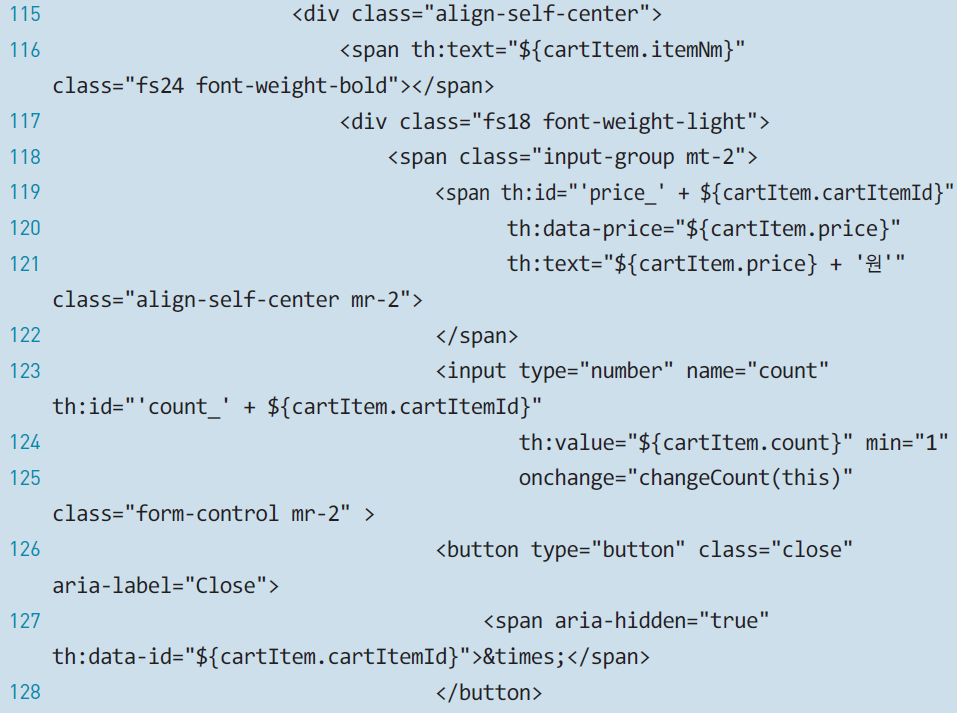 115 <div class="align-self-center">
116 <span th:text="${cartItem.itemNm}"
class="fs24 font-weight-bold"></span>
117 <div class="fs18 font-weight-light">
118 <span class="input-group mt-2">
119 <span th:id="'price_' + ${cartItem.cartItemId}"
120 th:data-price="${cartItem.price}"
121 th:text="${cartItem.price} + '원'"
class="align-self-center mr-2">
122 </span>
123 <input type="number" name="count"
th:id="'count_' + ${cartItem.cartItemId}"
124 th:value="${cartItem.count}" min="1"
125 onchange="changeCount(this)"
class="form-control mr-2" >
126 <button type="button" class="close"
aria-label="Close">
127 <span aria-hidden="true"
th:data-id="${cartItem.cartItemId}">&times;</span>
128 </button>